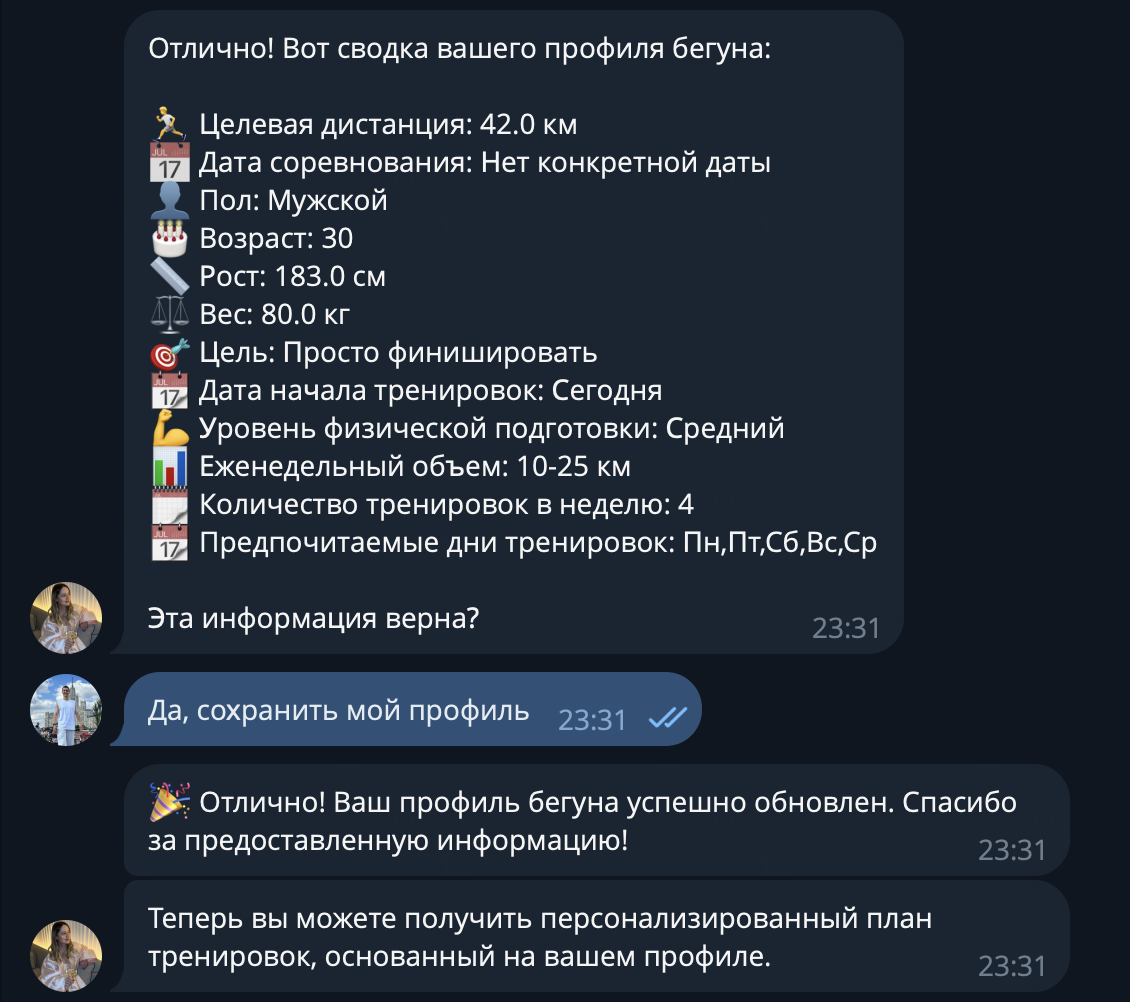 Отлично! Вот сводка вашего профиля бегуна:
🏃 Целевая дистанция: 42.0 км
📅 Дата соревнования: Нет конкретной даты
👤 Пол: Мужской
🎂 Возраст: 30
📏 Рост: 183.0 см
⚖️ Вес: 80.0 кг
🎯 Цель: Просто финишировать
📆 Дата начала тренировок: Сегодня
💪 Уровень физической подготовки: Средний
📊 Еженедельный объем: 10-25 км
🗓 Количество тренировок в неделю: 4
📆 Предпочитаемые дни тренировок: Пн,Пт,Сб,Вс,Ср
Эта информация верна?
23:31
Да, сохранить мой профиль 23:31
🎉 Отлично! Ваш профиль бегуна успешно обновлен. Спасибо
за предоставленную информацию!
23:31
Теперь вы можете получить персонализированный план
тренировок, основанный на вашем профиле.
23:31